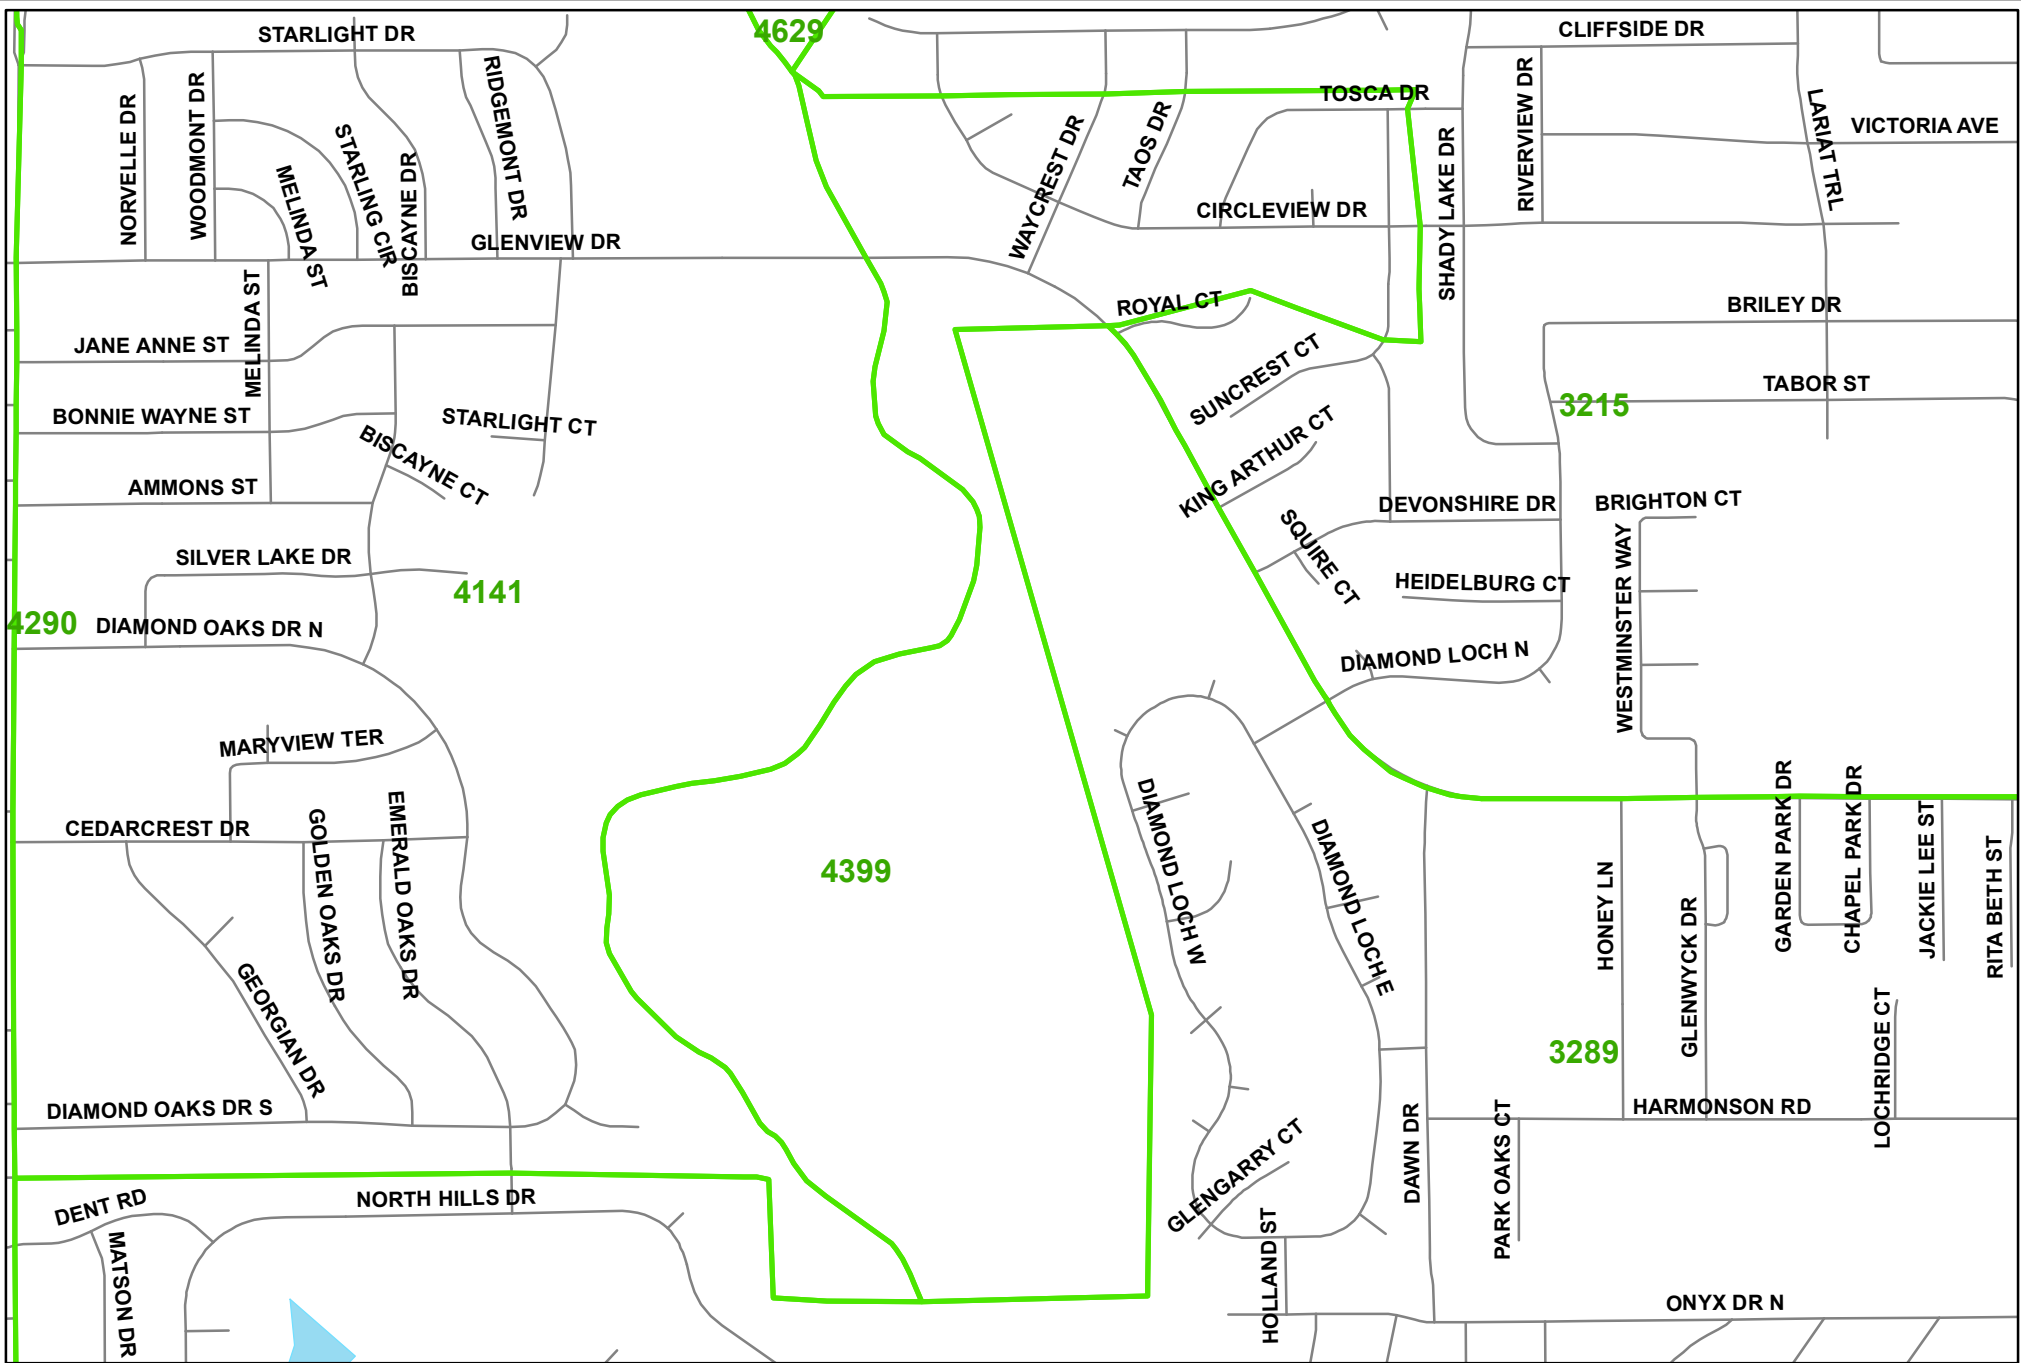 4629
STARLIGHT DR
CLIFFSIDE DR
TOSCA DR
VICTORIA AVE
NORVELLE DR
WOODMONT DR
MELINDA ST
STARLING CIR
BISCAYNE DR
RIDGEMONT DR
GLENVIEW DR
WAYCREST DR
TAOS DR
CIRCLEVIEW DR
SHADY LAKE DR
RIVERVIEW DR
LARIAT TRL
MELINDA ST
ROYAL CT
BRILEY DR
JANE ANNE ST
SUNCREST CT
TABOR ST
3215
BONNIE WAYNE ST
STARLIGHT CT
BISCAYNE CT
KING ARTHUR CT
AMMONS ST
DEVONSHIRE DR
BRIGHTON CT
SQUIRE CT
WESTMINSTER WAY
SILVER LAKE DR
4141
HEIDELBURG CT
4290
DIAMOND OAKS DR N
DIAMOND LOCH N
MARYVIEW TER
CEDARCREST DR
GOLDEN OAKS DR
EMERALD OAKS DR
4399
DIAMOND LOCH W
DIAMOND LOCH E
HONEY LN
GLENWYCK DR
GARDEN PARK DR
CHAPEL PARK DR
JACKIE LEE ST
RITA BETH ST
GEORGIAN DR
3289
LOCHRIDGE CT
DIAMOND OAKS DR S
HARMONSON RD
DAWN DR
PARK OAKS CT
GLENGARRY CT
DENT RD
NORTH HILLS DR
MATSON DR
HOLLAND ST
ONYX DR N